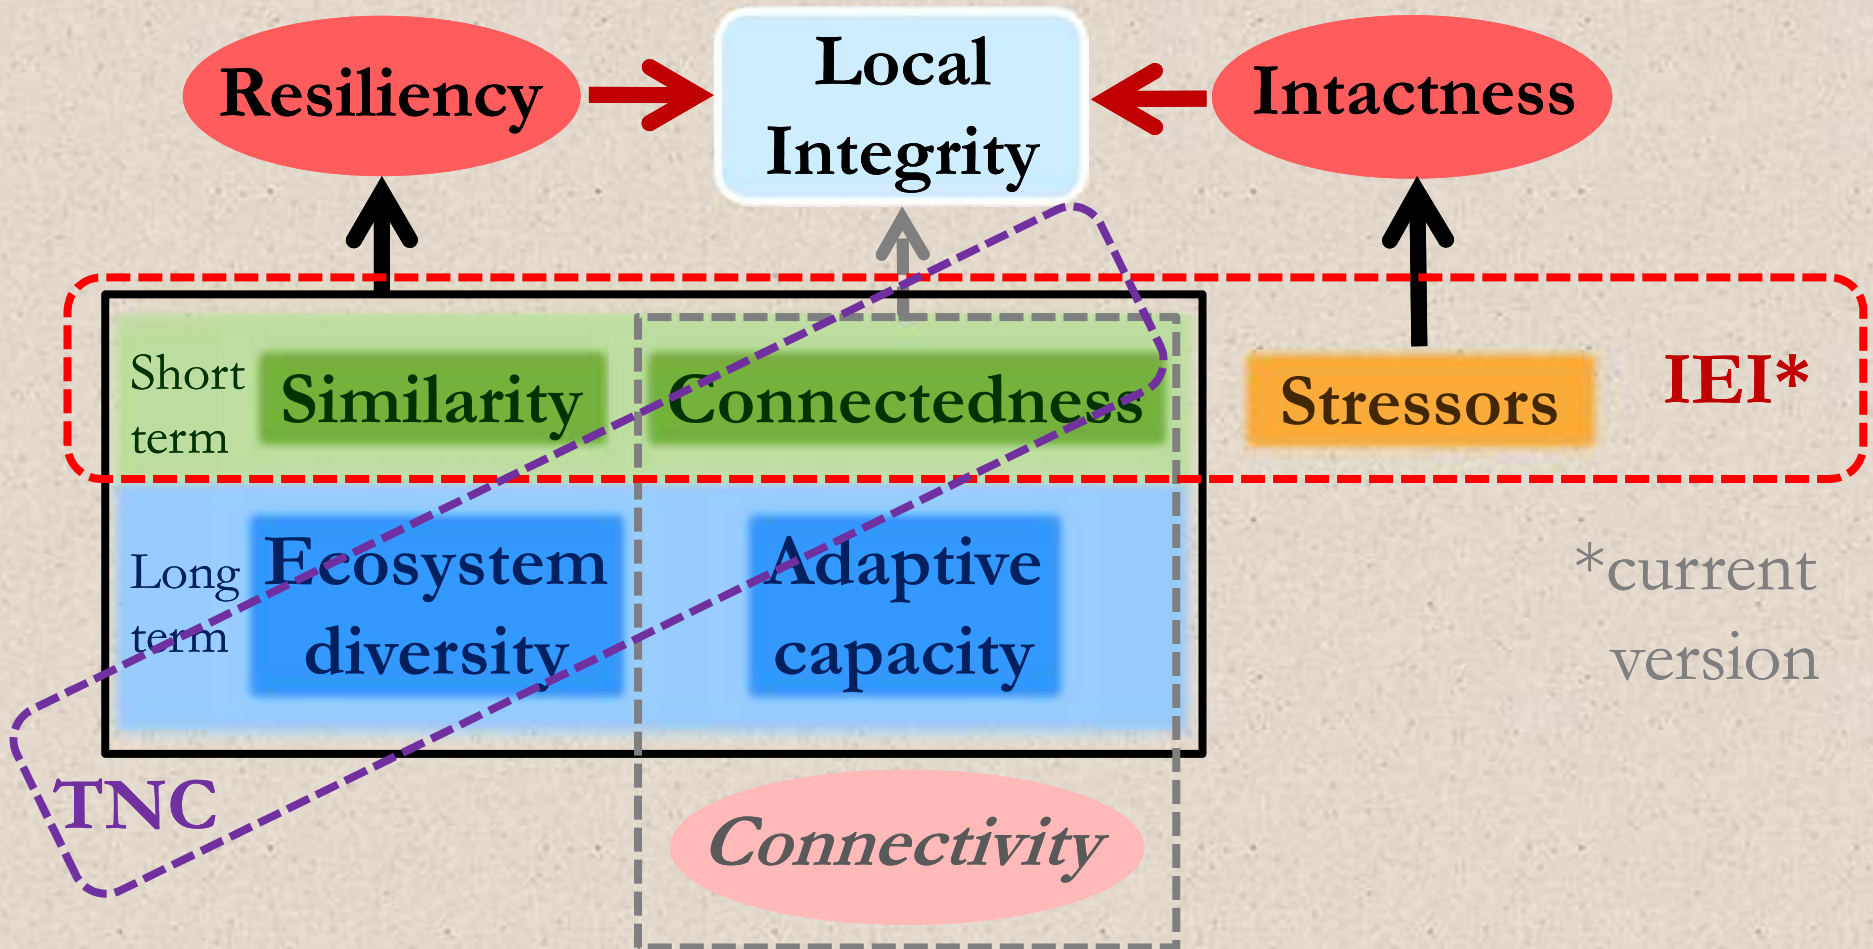 Resiliency
Local
Integrity
Intactness
Short
term
Similarity
Connectedness
Stressors
IEI*
Long
term
Ecosystem
diversity
Adaptive
capacity
*current
version
TNC
Connectivity